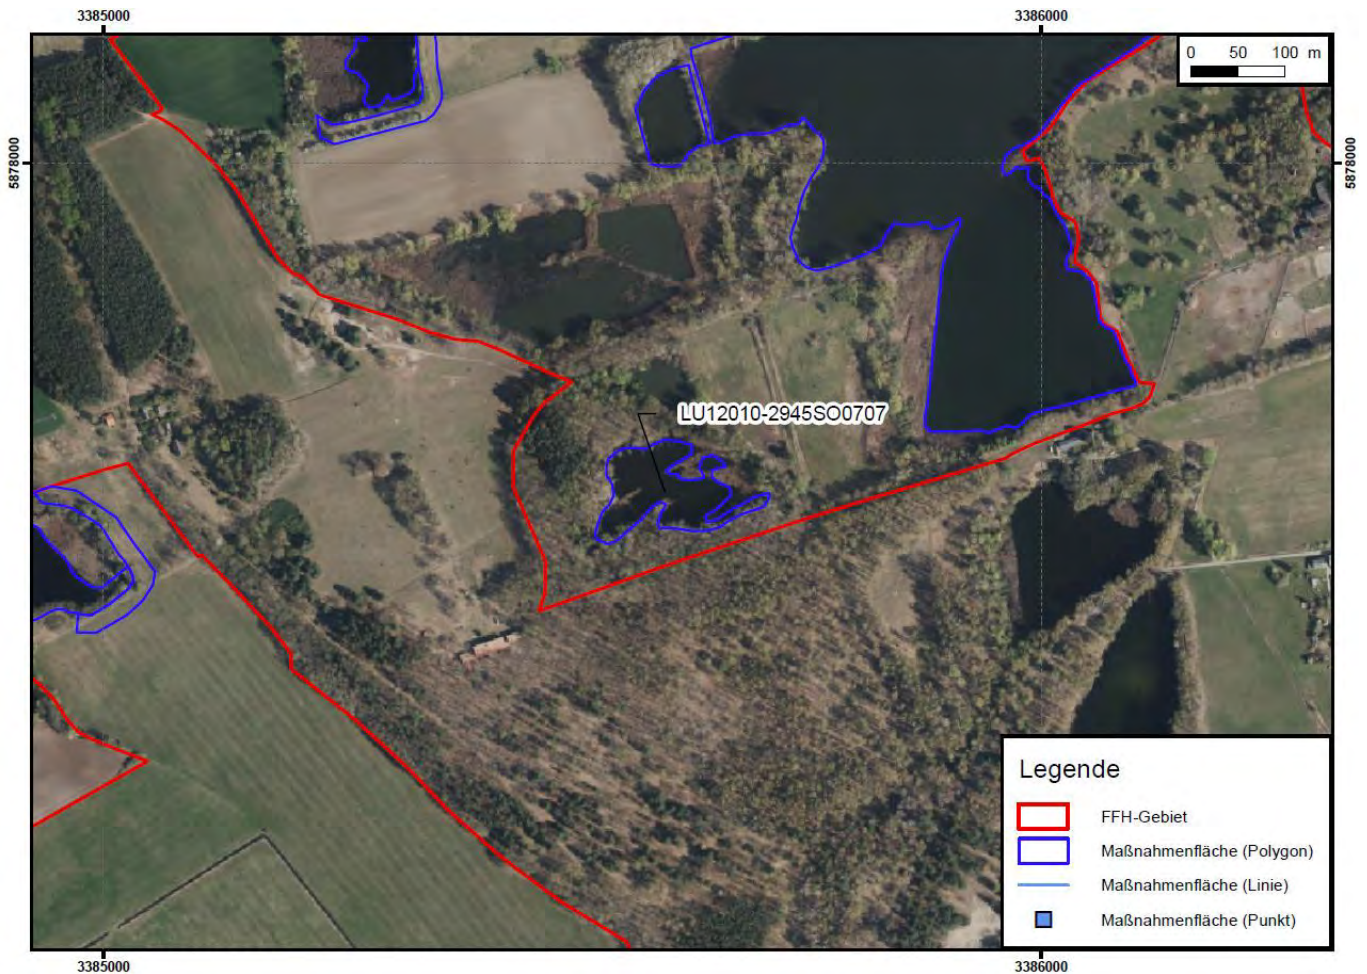 3385000 3386000
0 50 100 m
5878000 5878000
LU12010-2945SO0707
Legende
FFH-Gebiet
Maßnahmenfläche (Polygon)
Maßnahmenfläche (Linie)
Maßnahmenfläche (Punkt)
3385000 3386000